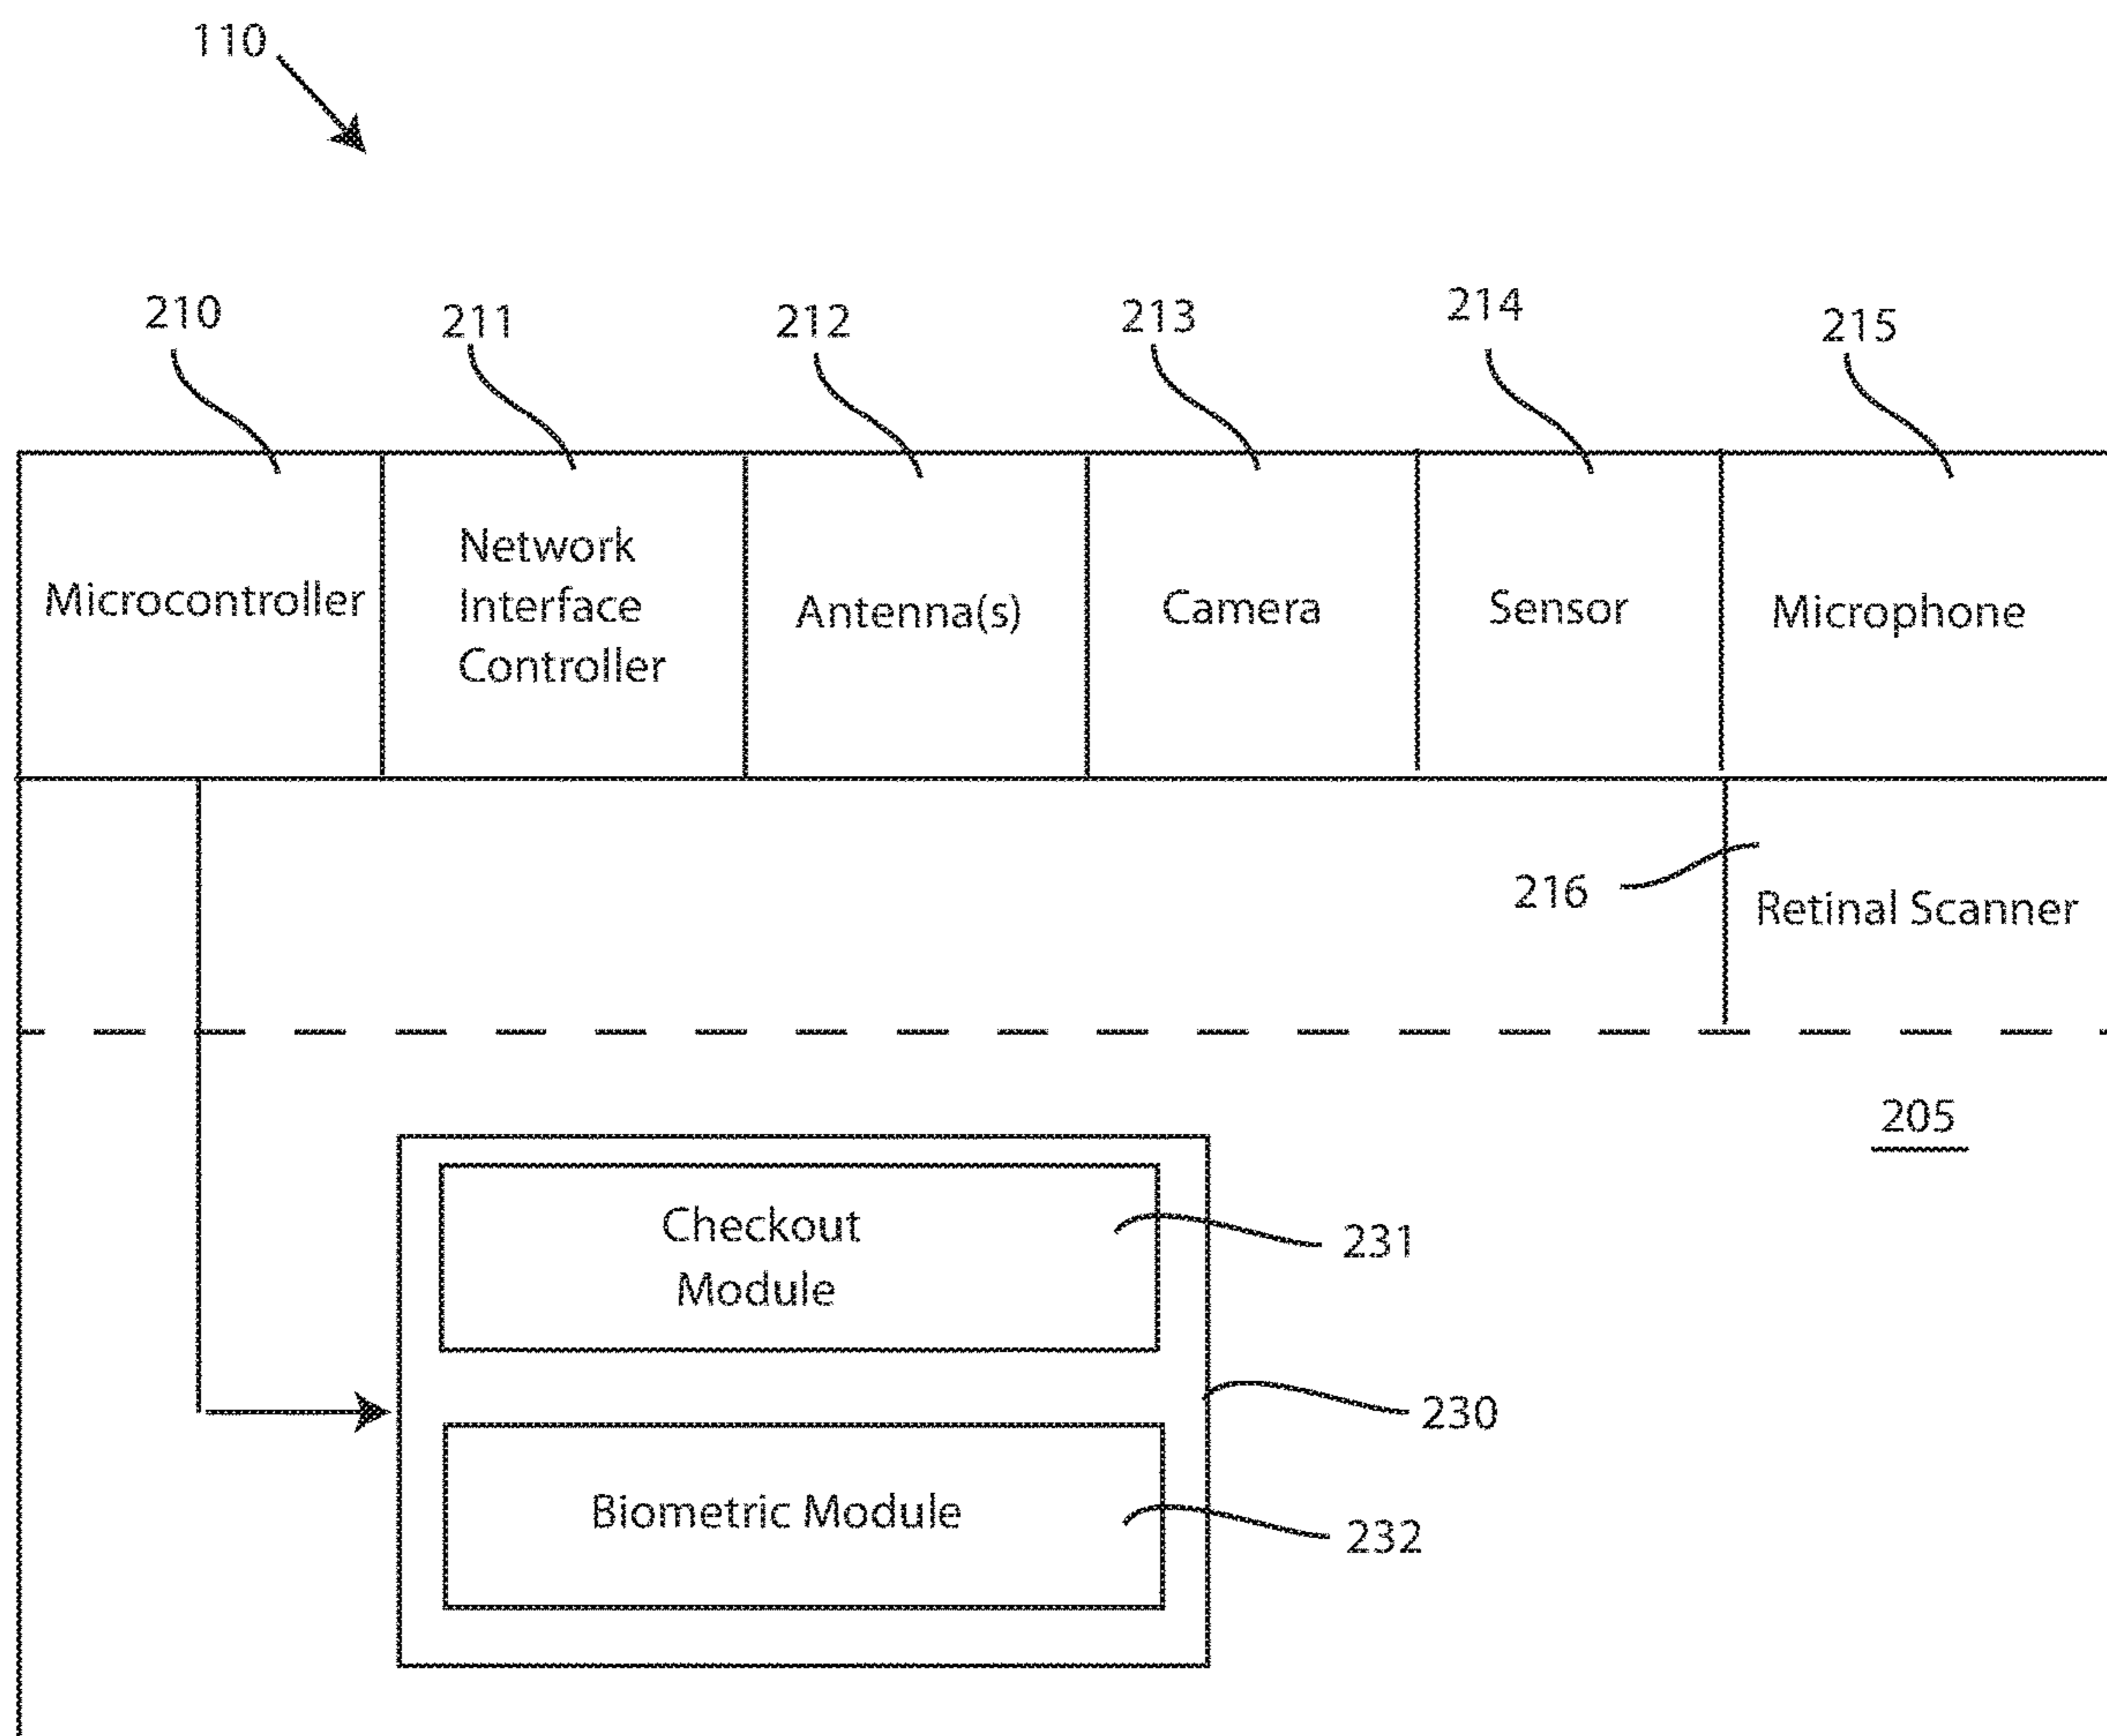 110
210
211
212
213
214
215
Microcontroller
Network
Interface
Controller
Antenna(s)
Camera
Sensor
Microphone
216
Retinal Scanner
205
Checkout
Module
231
230
Biometric Module
232